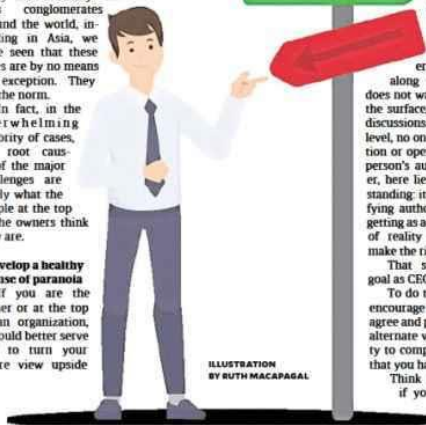 conglomerates
und the world, in-
ing in Asia, we
seen that these
s are by no means
exception. They
the norm.
n fact, in the
erwhelming
ority of cases,
root caus-
f the major
lenges are
ly what the
ple at the top
he owners think
are.
velop a healthy
se of paranoia
f you are the
er or at the top
an organization,
ould better serve
to turn your
re view upside
ILLUSTRATION
BY RUTH MACAPAGAL
en
along
does not wa
the surface
discussions
level, no on
tion or ope
person's au
er, here lie
standing: it
fying autho
getting as a
of reality
make the ri
That s
goal as CEO
To do t
encourage
agree and p
alternate v
ty to comp
that you ha
Think
if yo